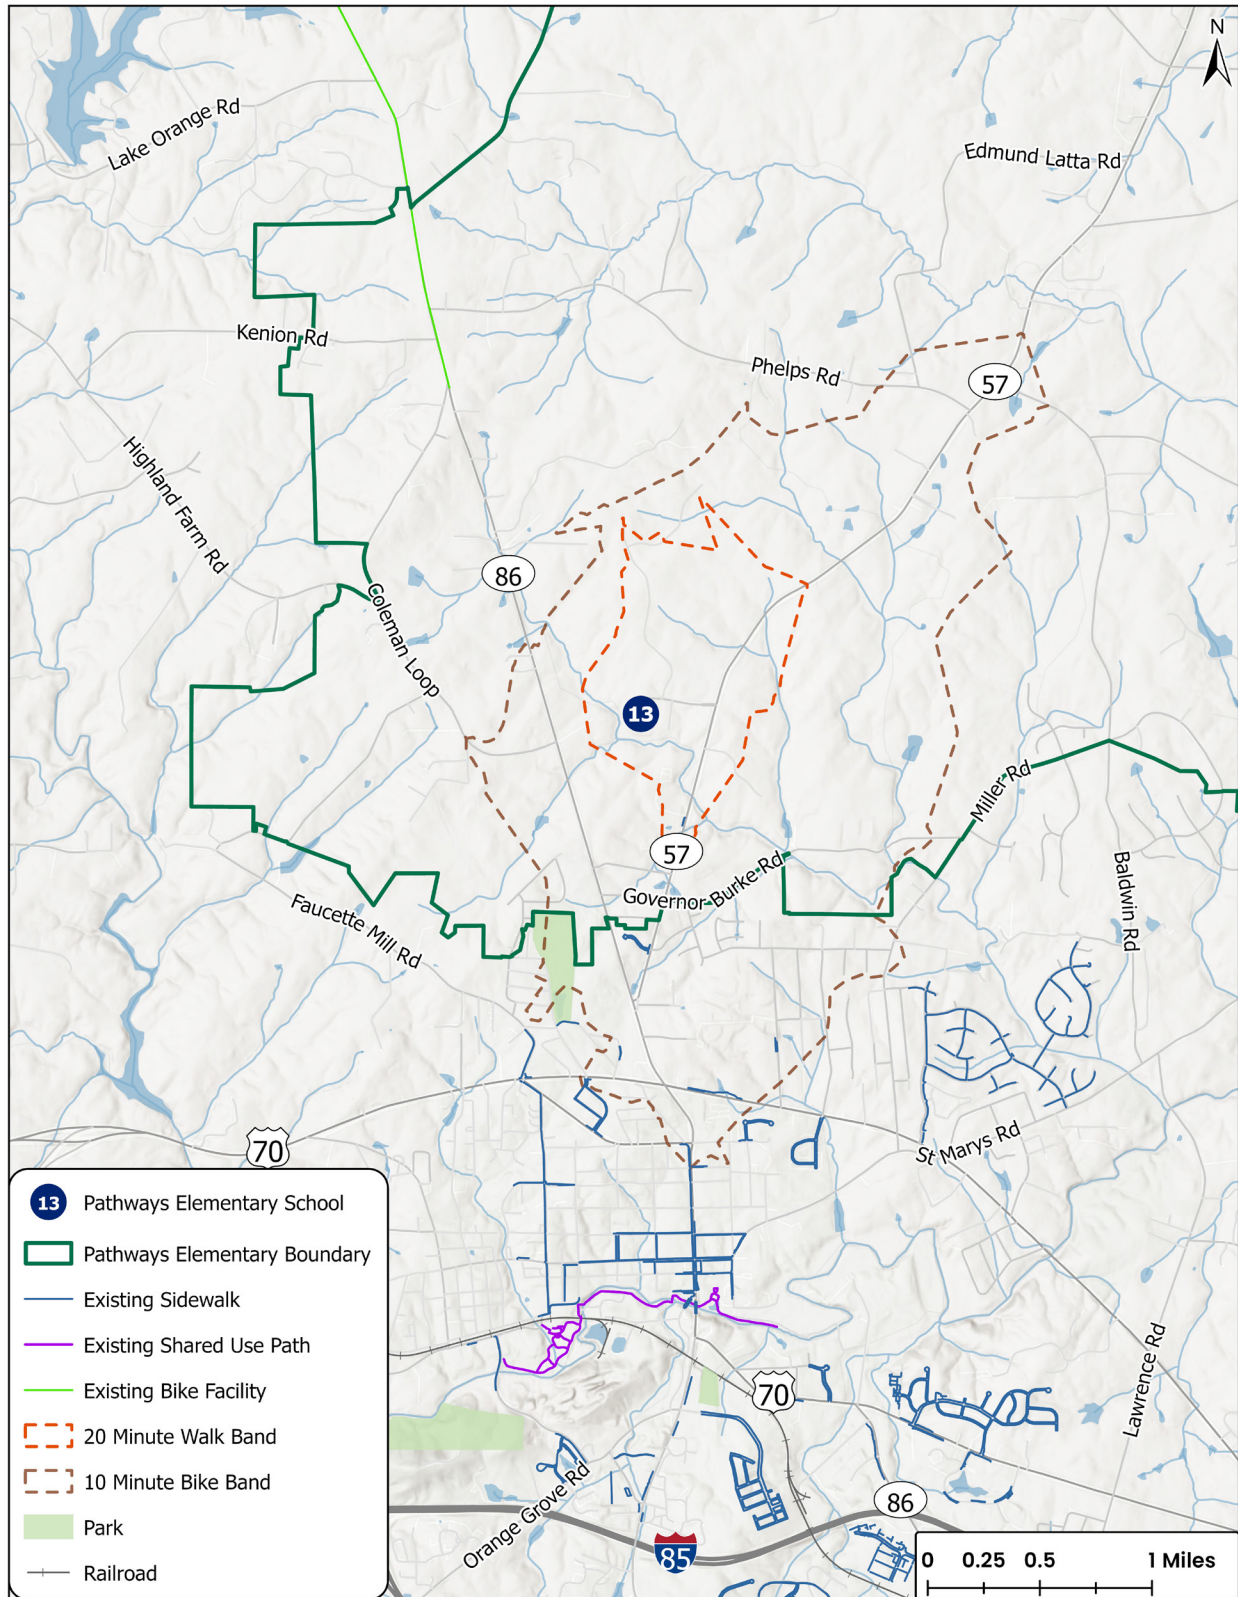 N
Lake Orange Rd
Edmund Latta Rd
Kenion Rd
Phelps Rd
57
Highland Farm Rd
86
Coleman Loop
13
Miller Rd
57
Governor Burke Rd
Baldwin Rd
Faucette Mill Rd
70
St Marys Rd
13 Pathways Elementary School
Pathways Elementary Boundary
Existing Sidewalk
Existing Shared Use Path
Existing Bike Facility
20 Minute Walk Band
10 Minute Bike Band
Park
Railroad
70
Lawrence Rd
Orange Grove Rd
86
85
0 0.25 0.5 1 Miles